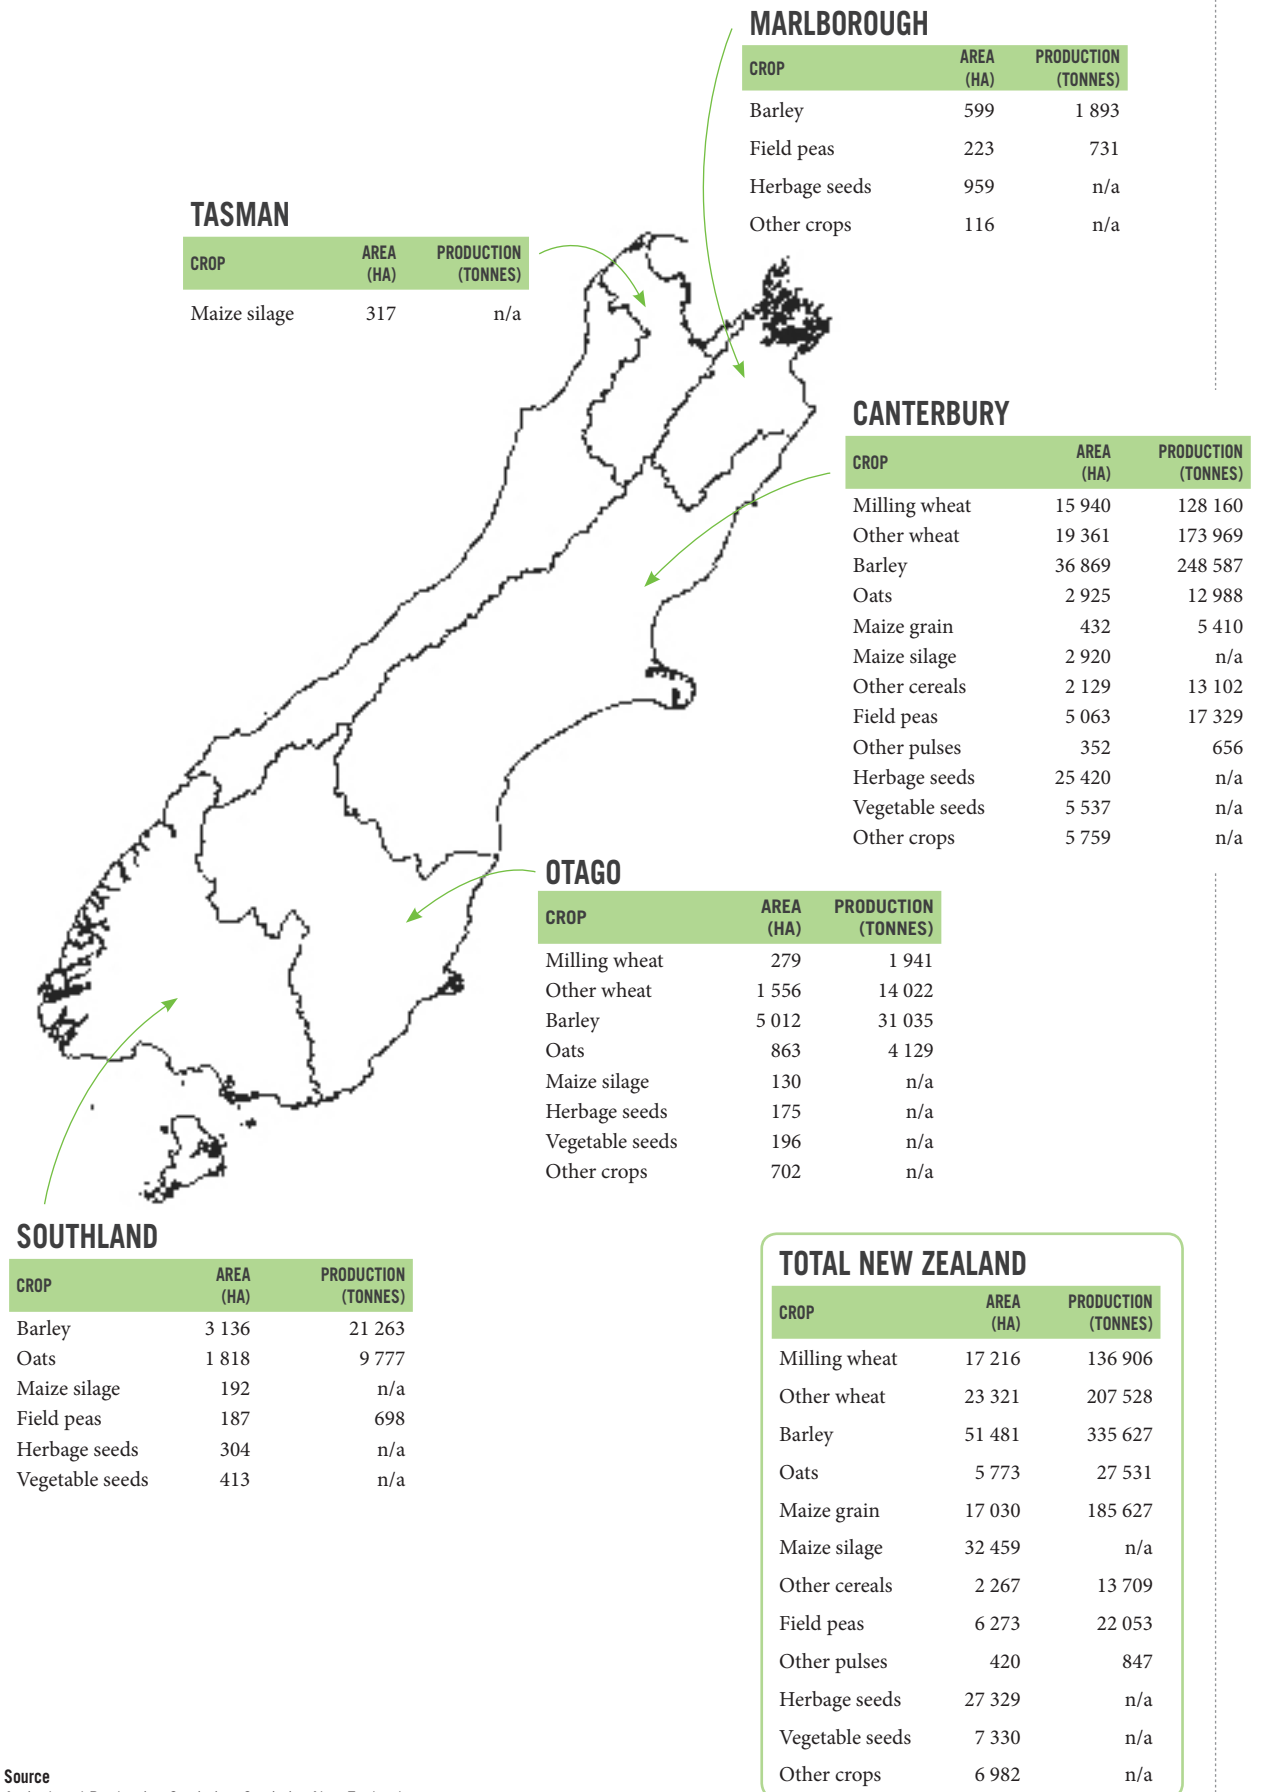 MARLBOROUGH
CROP AREA (HA) PRODUCTION (TONNES)
Barley 599 1 893
Field peas 223 731
Herbage seeds 959 n/a
Other crops 116 n/a
TASMAN
CROP AREA (HA) PRODUCTION (TONNES)
Maize silage 317 n/a
CANTERBURY
CROP AREA (HA) PRODUCTION (TONNES)
Milling wheat 15 940 128 160
Other wheat 19 361 173 969
Barley 36 869 248 587
Oats 2 925 12 988
Maize grain 432 5 410
Maize silage 2 920 n/a
Other cereals 2 129 13 102
Field peas 5 063 17 329
Other pulses 352 656
Herbage seeds 25 420 n/a
Vegetable seeds 5 537 n/a
Other crops 5 759 n/a
OTAGO
CROP AREA (HA) PRODUCTION (TONNES)
Milling wheat 279 1 941
Other wheat 1 556 14 022
Barley 5 012 31 035
Oats 863 4 129
Maize silage 130 n/a
Herbage seeds 175 n/a
Vegetable seeds 196 n/a
Other crops 702 n/a
SOUTHLAND
CROP AREA (HA) PRODUCTION (TONNES)
Barley 3 136 21 263
Oats 1 818 9 777
Maize silage 192 n/a
Field peas 187 698
Herbage seeds 304 n/a
Vegetable seeds 413 n/a
TOTAL NEW ZEALAND
CROP AREA (HA) PRODUCTION (TONNES)
Milling wheat 17 216 136 906
Other wheat 23 321 207 528
Barley 51 481 335 627
Oats 5 773 27 531
Maize grain 17 030 185 627
Maize silage 32 459 n/a
Other cereals 2 267 13 709
Field peas 6 273 22 053
Other pulses 420 847
Herbage seeds 27 329 n/a
Vegetable seeds 7 330 n/a
Other crops 6 982 n/a
Source